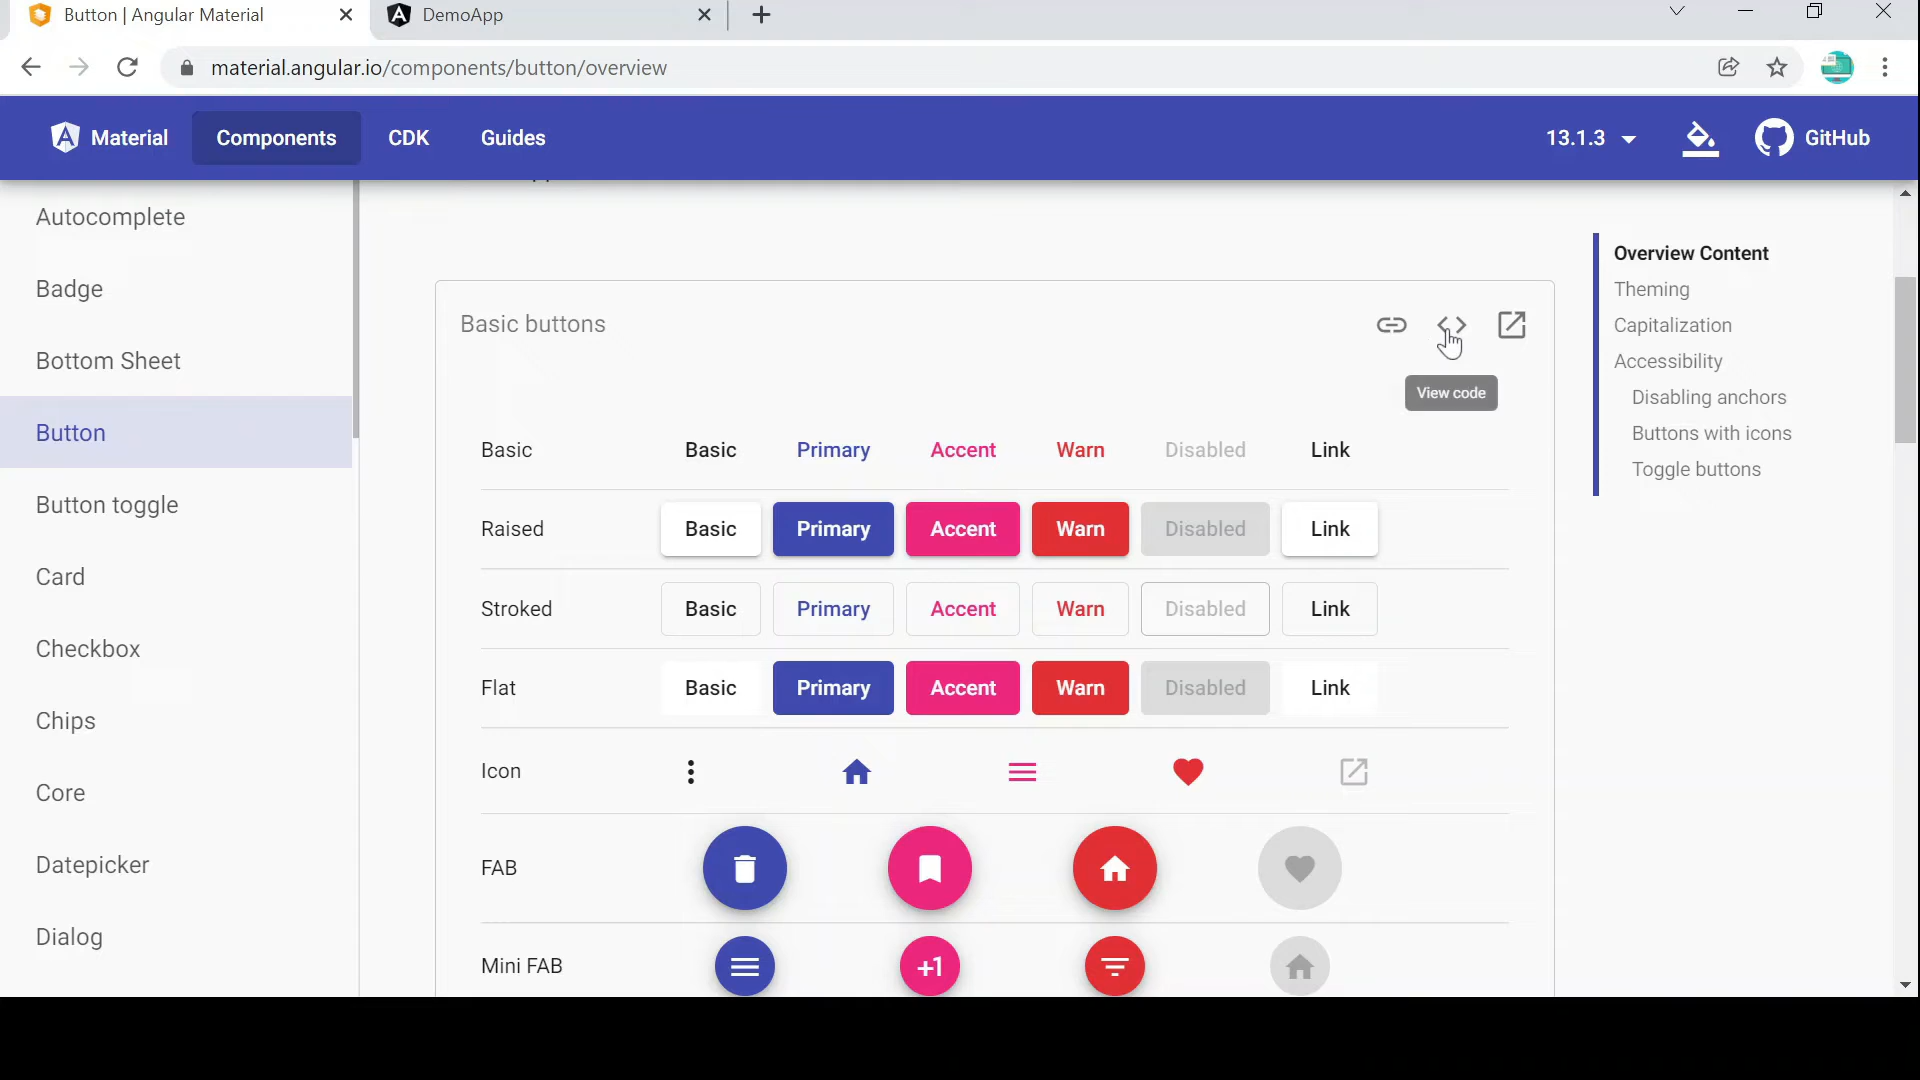 Button | Angular Material
DemoApp
material.angular.io/components/button/overview
Material
Components
CDK
Guides
13.1.3
GitHub
Autocomplete
Badge
Bottom Sheet
Button
Button toggle
Card
Checkbox
Chips
Core
Datepicker
Dialog
Basic buttons
View code
Basic Basic Primary Accent Warn Disabled Link
Raised Basic Primary Accent Warn Disabled Link
Stroked Basic Primary Accent Warn Disabled Link
Flat Basic Primary Accent Warn Disabled Link
Icon
FAB
Mini FAB +1
Overview Content
Theming
Capitalization
Accessibility
Disabling anchors
Buttons with icons
Toggle buttons